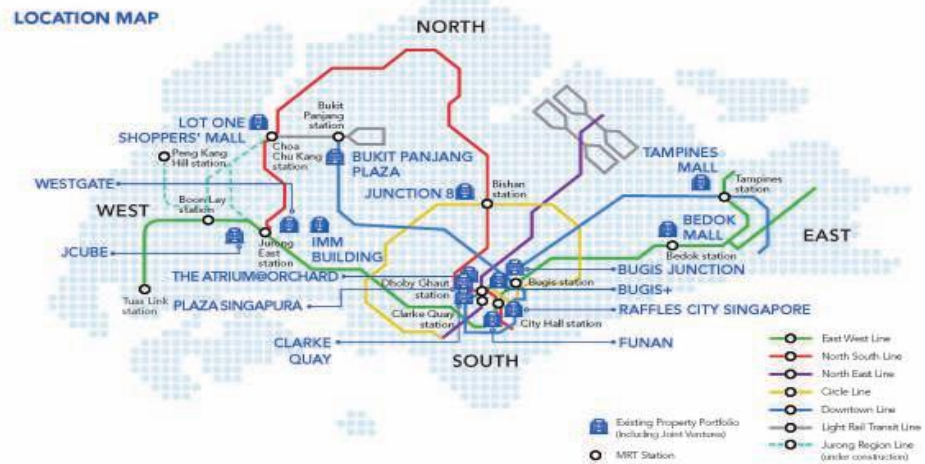 LOCATION MAP
NORTH
Bukit
Panjang
station
LOT ONE
SHOPPERS' MALL
Peng Kang
Hill station
Choa
Chu Kang
station
BUKIT PANJANG
PLAZA
TAMPINES
MALL
Tampines
station
WESTGATE
JUNCTION 8
Bishan
station
WEST
Boon Lay
station
BEDOK
MALL
EAST
Jurong
East
station
IMM
BUILDING
Bedok station
JCUBE
THE ATRIUM@ORCHARD
Dhoby Ghaut
station
Bugis station
BUGIS JUNCTION
BUGIS+
Tuas Link
station
PLAZA SINGAPURA
Clarke Quay
station
City Hall station
RAFFLES CITY SINGAPORE
CLARKE
QUAY
SOUTH
FUNAN
East West Line
North South Line
North East Line
Circle Line
Downtown Line
Light Rail Transit Line
Jurong Region Line
(under construction)
Existing Property Portfolio
(Including Joint Ventures)
MRT Station